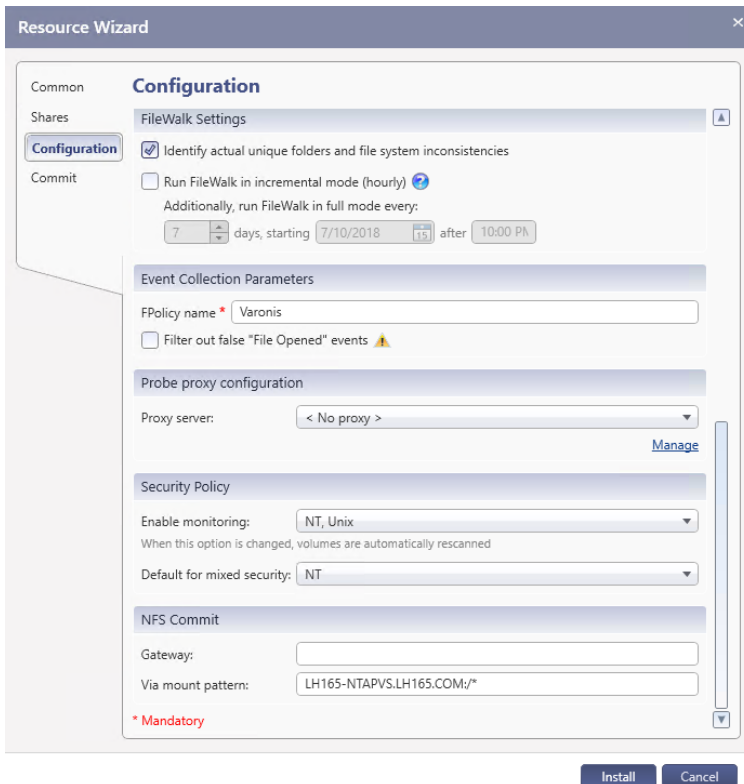 Resource Wizard
Common
Shares
Configuration
Commit
Configuration
FileWalk Settings
Identify actual unique folders and file system inconsistencies
Run FileWalk in incremental mode (hourly) ?
Additionally, run FileWalk in full mode every:
7 days, starting 7/10/2018 15 after 10:00 PM
Event Collection Parameters
FPolicy name * Varonis
Filter out false "File Opened" events
Probe proxy configuration
Proxy server: < No proxy >
Manage
Security Policy
Enable monitoring: NT, Unix
When this option is changed, volumes are automatically rescanned
Default for mixed security: NT
NFS Commit
Gateway:
Via mount pattern: LH165-NTAPVS.LH165.COM:/*
* Mandatory
Install Cancel